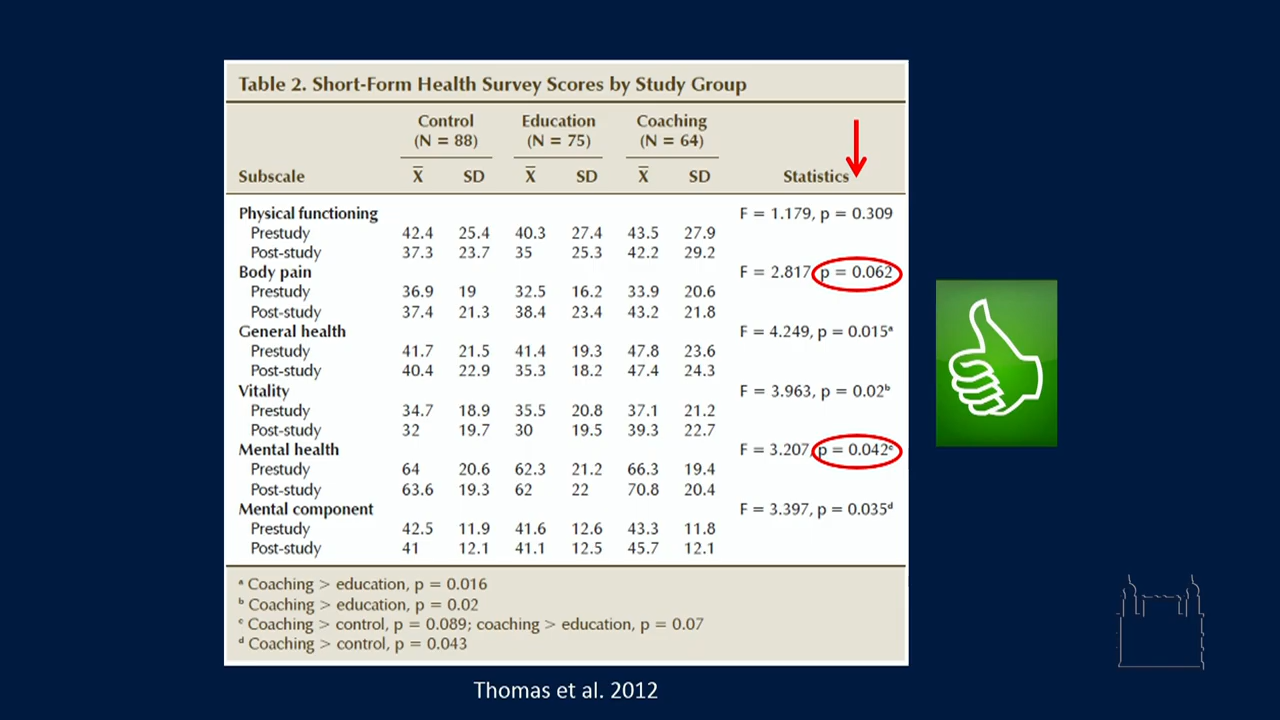 Table 2. Short-Form Health Survey Scores by Study Group
Control Education Coaching
(N = 88) (N = 75) (N = 64)
Subscale X̅ SD X̅ SD X̅ SD Statistics
Physical functioning F = 1.179, p = 0.309
Prestudy 42.4 25.4 40.3 27.4 43.5 27.9
Post-study 37.3 23.7 35 25.3 42.2 29.2
Body pain F = 2.817, p = 0.062
Prestudy 36.9 19 32.5 16.2 33.9 20.6
Post-study 37.4 21.3 38.4 23.4 43.2 21.8
General health F = 4.249, p = 0.015ᵃ
Prestudy 41.7 21.5 41.4 19.3 47.8 23.6
Post-study 40.4 22.9 35.3 18.2 47.4 24.3
Vitality F = 3.963, p = 0.02ᵇ
Prestudy 34.7 18.9 35.5 20.8 37.1 21.2
Post-study 32 19.7 30 19.5 39.3 22.7
Mental health F = 3.207, p = 0.042ᶜ
Prestudy 64 20.6 62.3 21.2 66.3 19.4
Post-study 63.6 19.3 62 22 70.8 20.4
Mental component F = 3.397, p = 0.035ᵈ
Prestudy 42.5 11.9 41.6 12.6 43.3 11.8
Post-study 41 12.1 41.1 12.5 45.7 12.1
ᵃ Coaching > education, p = 0.016
ᵇ Coaching > education, p = 0.02
ᶜ Coaching > control, p = 0.089; coaching > education, p = 0.07
ᵈ Coaching > control, p = 0.043
Thomas et al. 2012